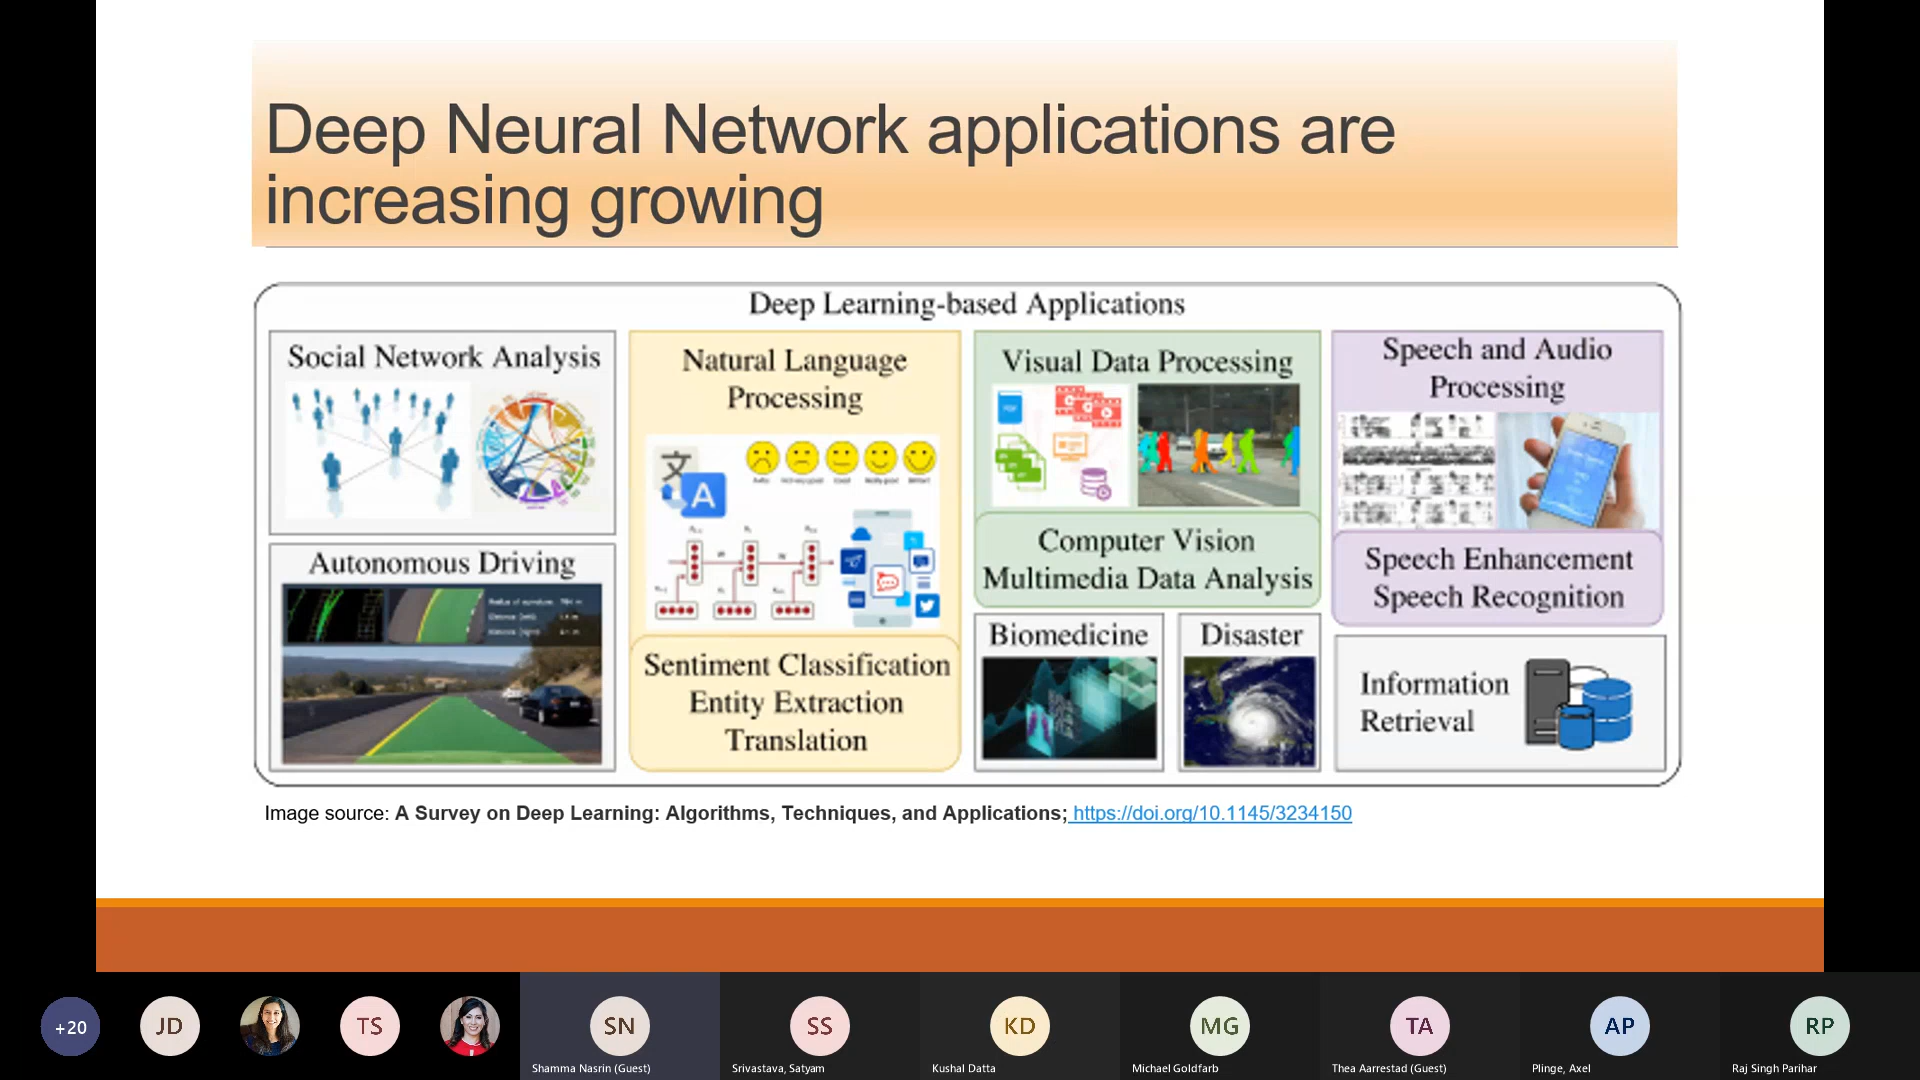 Deep Neural Network applications are
increasing growing
Deep Learning-based Applications
Social Network Analysis
Autonomous Driving
Natural Language
Processing
文
A
Sentiment Classification
Entity Extraction
Translation
Visual Data Processing
PDF
Computer Vision
Multimedia Data Analysis
Biomedicine
Disaster
Speech and Audio
Processing
Speech Enhancement
Speech Recognition
Information
Retrieval
Image source: A Survey on Deep Learning: Algorithms, Techniques, and Applications; https://doi.org/10.1145/3234150
+20
JD
TS
SN
SS
KD
MG
TA
AP
RP
Shamma Nasrin (Guest)
Srivastava, Satyam
Kushal Datta
Michael Goldfarb
Thea Aarrestad (Guest)
Plinge, Axel
Raj Singh Parihar